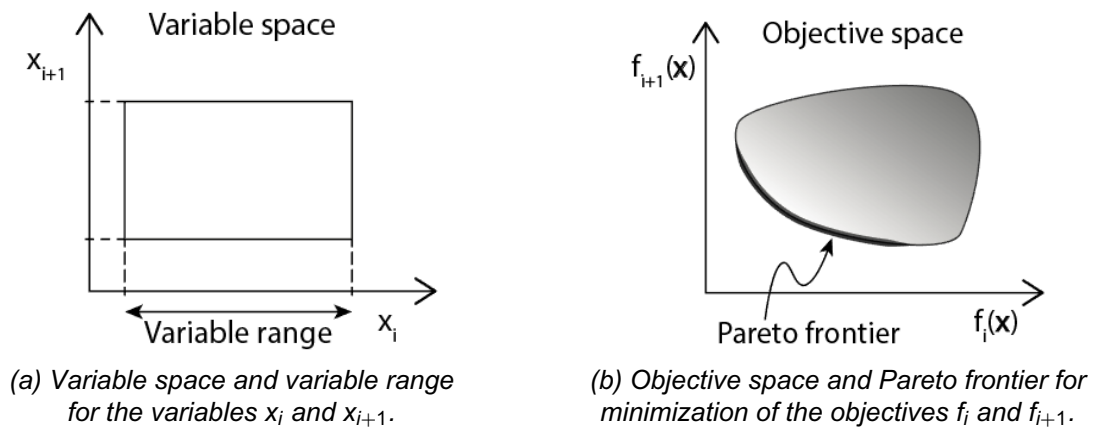 Variable space
x_{i+1}
Variable range
x_i
(a) Variable space and variable range
for the variables x_i and x_{i+1}.
Objective space
f_{i+1}(x)
Pareto frontier
f_i(x)
(b) Objective space and Pareto frontier for
minimization of the objectives f_i and f_{i+1}.